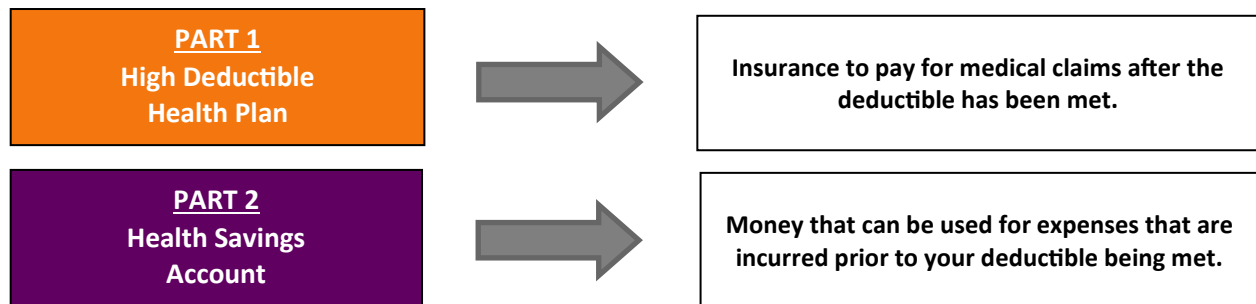 PART 1
High Deductible
Health Plan
Insurance to pay for medical claims after the
deductible has been met.
PART 2
Health Savings
Account
Money that can be used for expenses that are
incurred prior to your deductible being met.